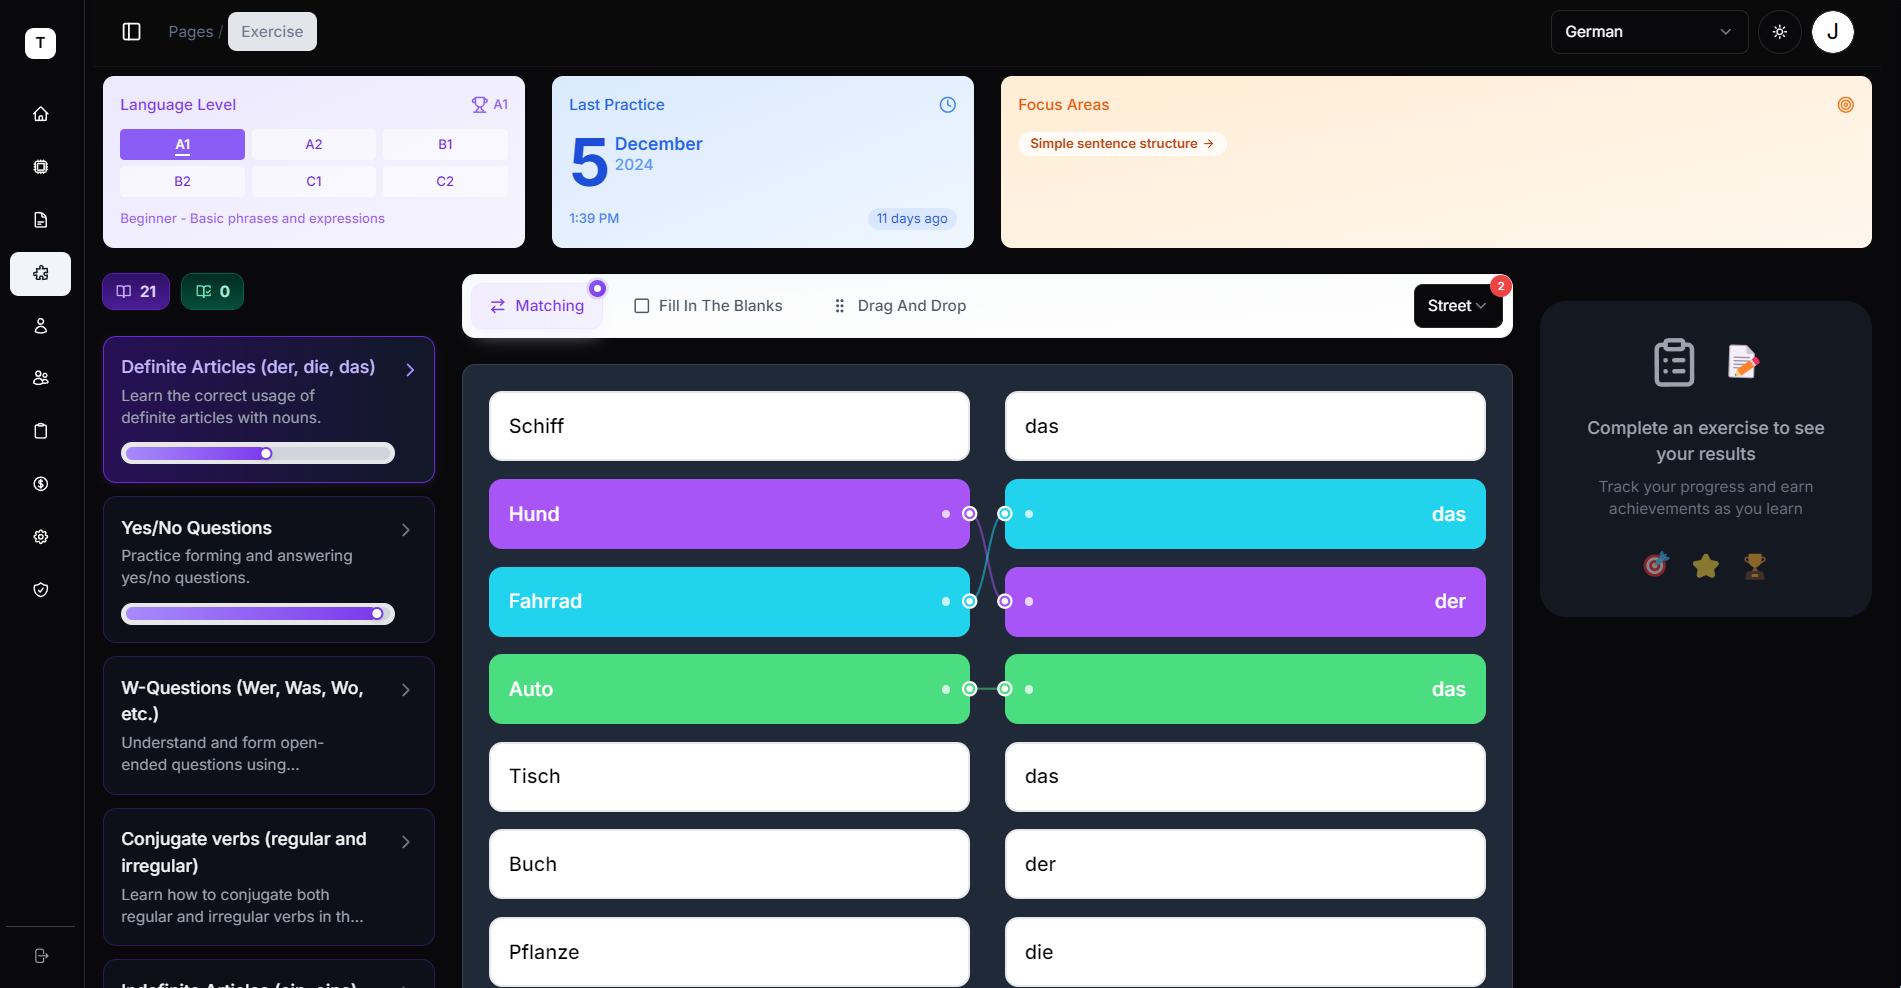 T
Pages / Exercise
German
J
Language Level
A1
A1
A2
B1
B2
C1
C2
Beginner - Basic phrases and expressions
Last Practice
5
December
2024
1:39 PM
11 days ago
Focus Areas
Simple sentence structure →
21
0
Definite Articles (der, die, das)
Learn the correct usage of
definite articles with nouns.
Yes/No Questions
Practice forming and answering
yes/no questions.
W-Questions (Wer, Was, Wo,
etc.)
Understand and form open-
ended questions using...
Conjugate verbs (regular and
irregular)
Learn how to conjugate both
regular and irregular verbs in th...
Indefinite Articles (ein, eine)
Matching
Fill In The Blanks
Drag And Drop
Street
2
Schiff
das
Hund
das
Fahrrad
der
Auto
das
Tisch
das
Buch
der
Pflanze
die
Complete an exercise to see
your results
Track your progress and earn
achievements as you learn